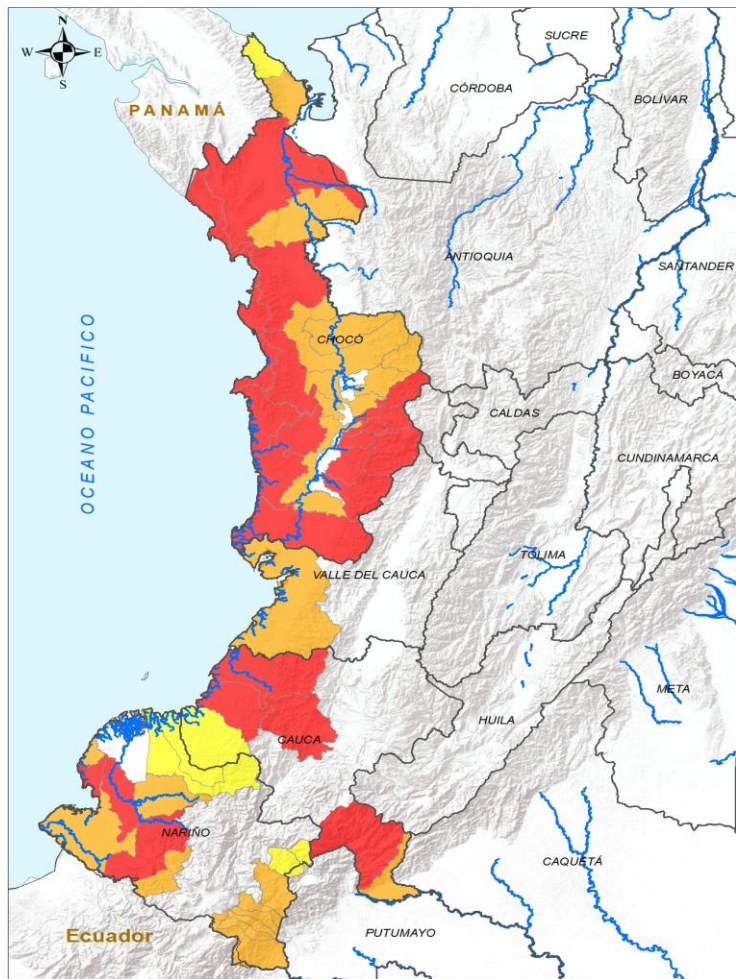 N
W E
S
SUCRE
CÓRDOBA
BOLÍVAR
PANAMÁ
ANTIOQUIA
SANTANDER
OCEANO PACIFICO
CHOCÓ
BOYACÁ
CALDAS
CUNDINAMARCA
TOLIMA
VALLE DEL CAUCA
META
HUILA
CAUCA
NARIÑO
CAQUETÁ
Ecuador
PUTUMAYO